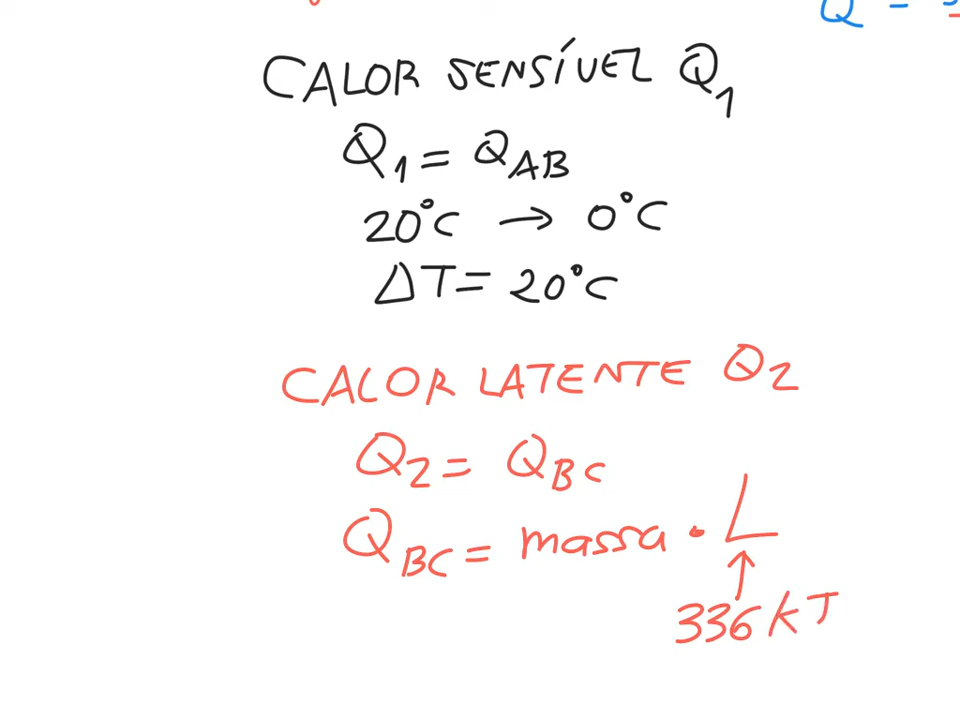 Q =
CALOR SENSÍVEL Q1
Q1 = QAB
20°C → 0°C
ΔT = 20°C
CALOR LATENTE Q2
Q2 = QBC
QBC = massa · L
↑
336 KJ